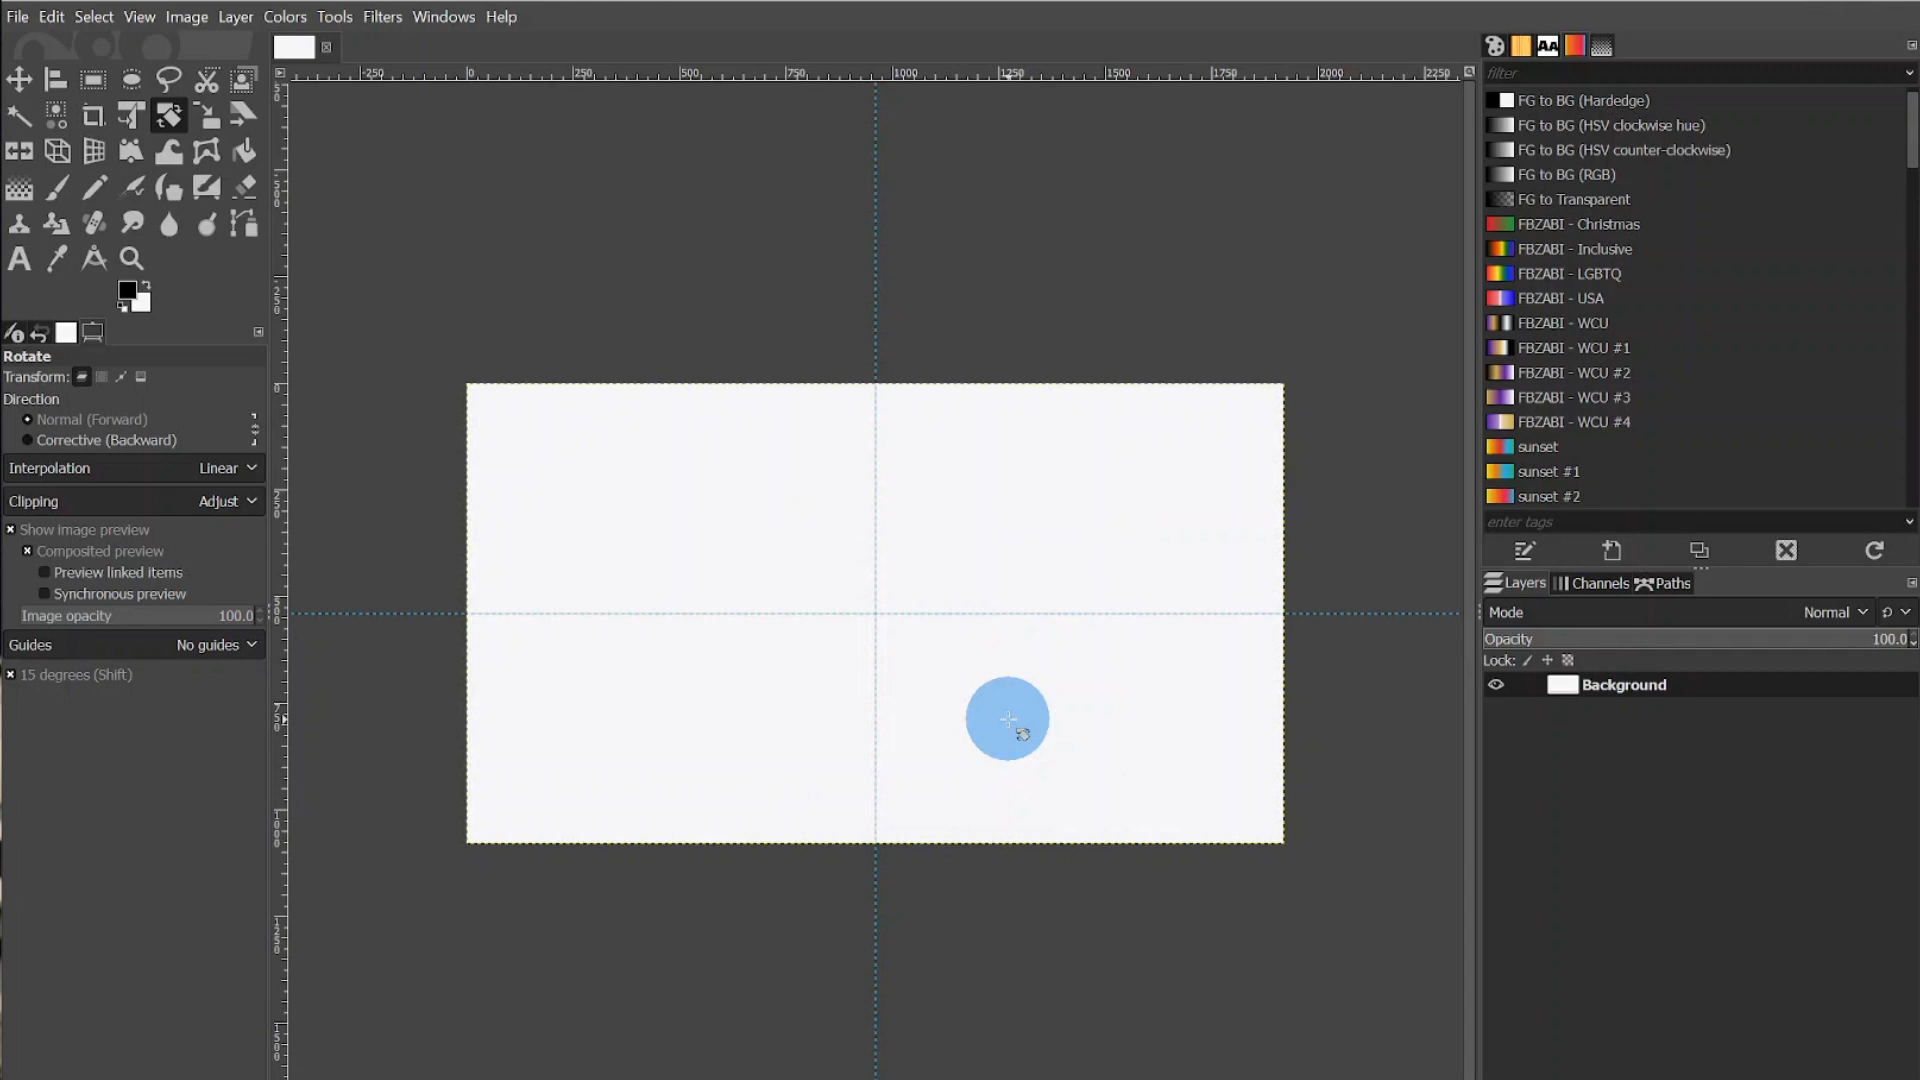 File Edit Select View Image Layer Colors Tools Filters Windows Help
-250 0 250 500 750 1000 1250 1500 1750 2000 2250
filter
FG to BG (Hardedge)
FG to BG (HSV clockwise hue)
FG to BG (HSV counter-clockwise)
FG to BG (RGB)
FG to Transparent
FBZABI - Christmas
FBZABI - Inclusive
FBZABI - LGBTQ
FBZABI - USA
FBZABI - WCU
FBZABI - WCU #1
FBZABI - WCU #2
FBZABI - WCU #3
FBZABI - WCU #4
sunset
sunset #1
sunset #2
enter tags
Rotate
Transform:
Direction
Normal (Forward)
Corrective (Backward)
Interpolation Linear
Clipping Adjust
Show image preview
Composited preview
Preview linked items
Synchronous preview
Image opacity 100.0
Guides No guides
15 degrees (Shift)
Layers Channels Paths
Mode Normal
Opacity 100.0
Lock:
Background